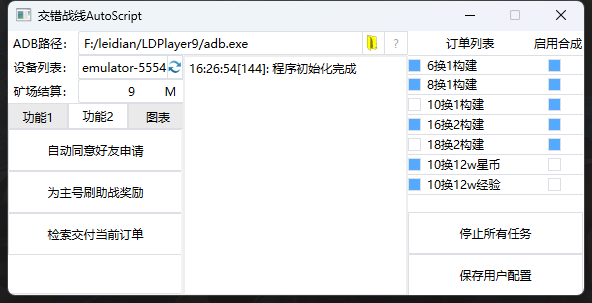 交错战线AutoScript
ADB路径： F:/leidian/LDPlayer9/adb.exe ?
设备列表： emulator-5554
矿场结算： 9 M
功能1 功能2 图表
自动同意好友申请
为主号刷助战奖励
检索交付当前订单
16:26:54[144]: 程序初始化完成
订单列表 启用合成
6换1构建
8换1构建
10换1构建
16换2构建
18换2构建
10换12w星币
10换12w经验
停止所有任务
保存用户配置